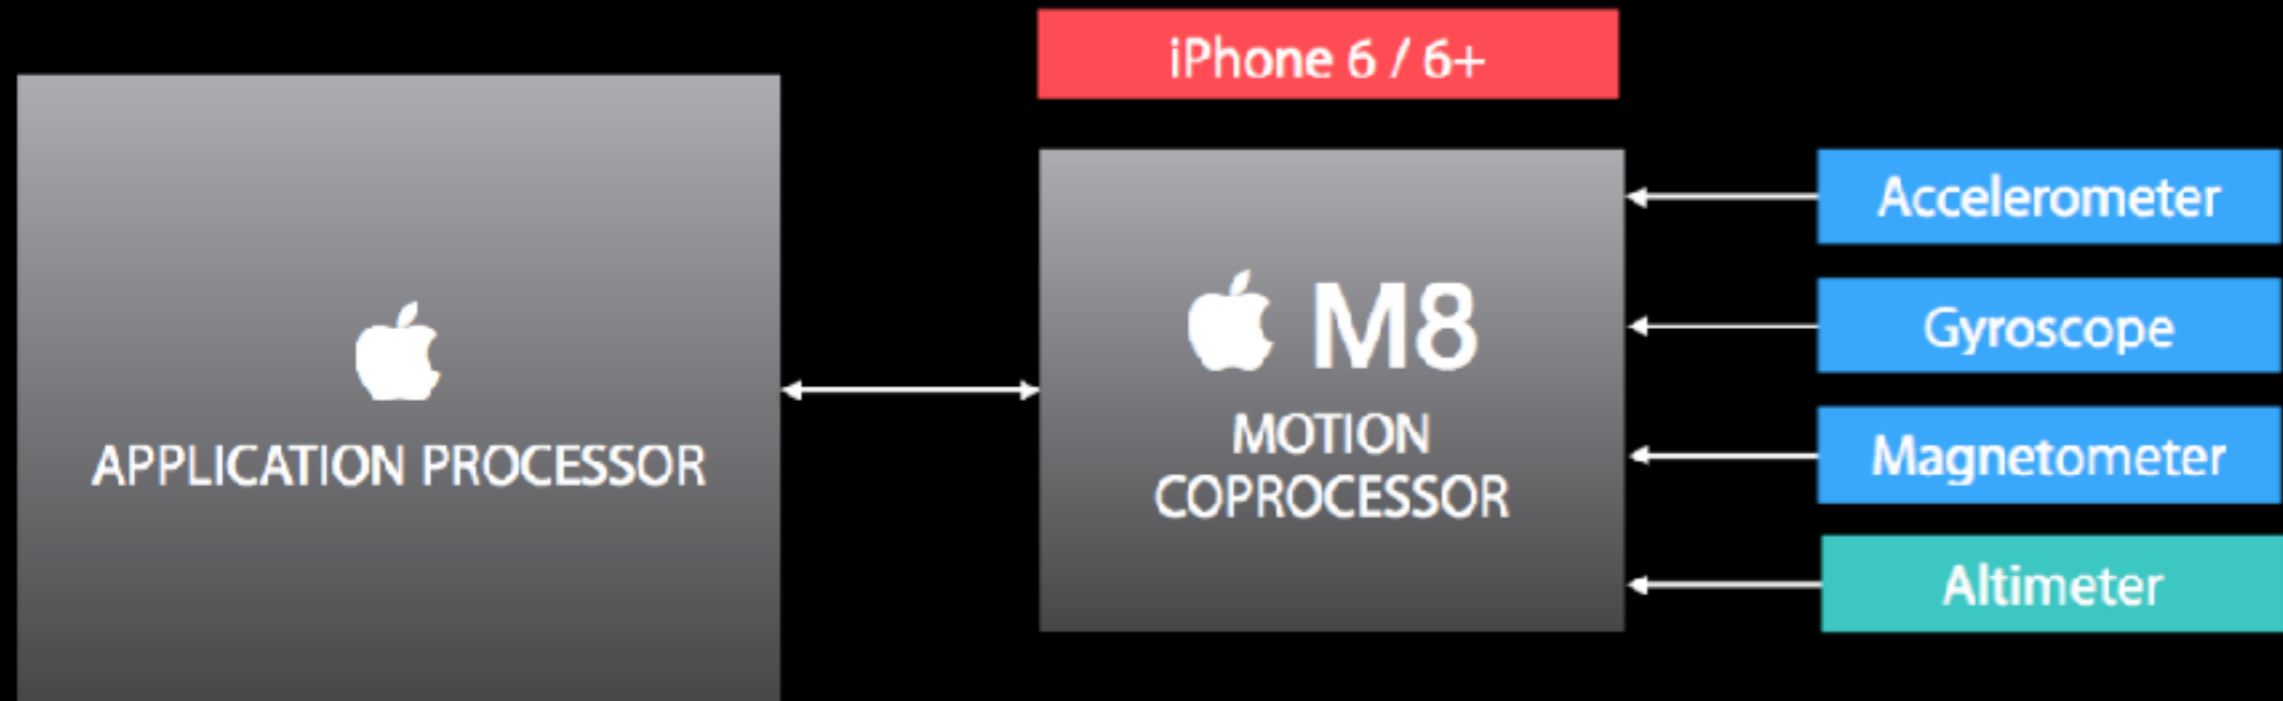 iPhone 6 / 6+
APPLICATION PROCESSOR
M8
MOTION
COPROCESSOR
Accelerometer
Gyroscope
Magnetometer
Altimeter